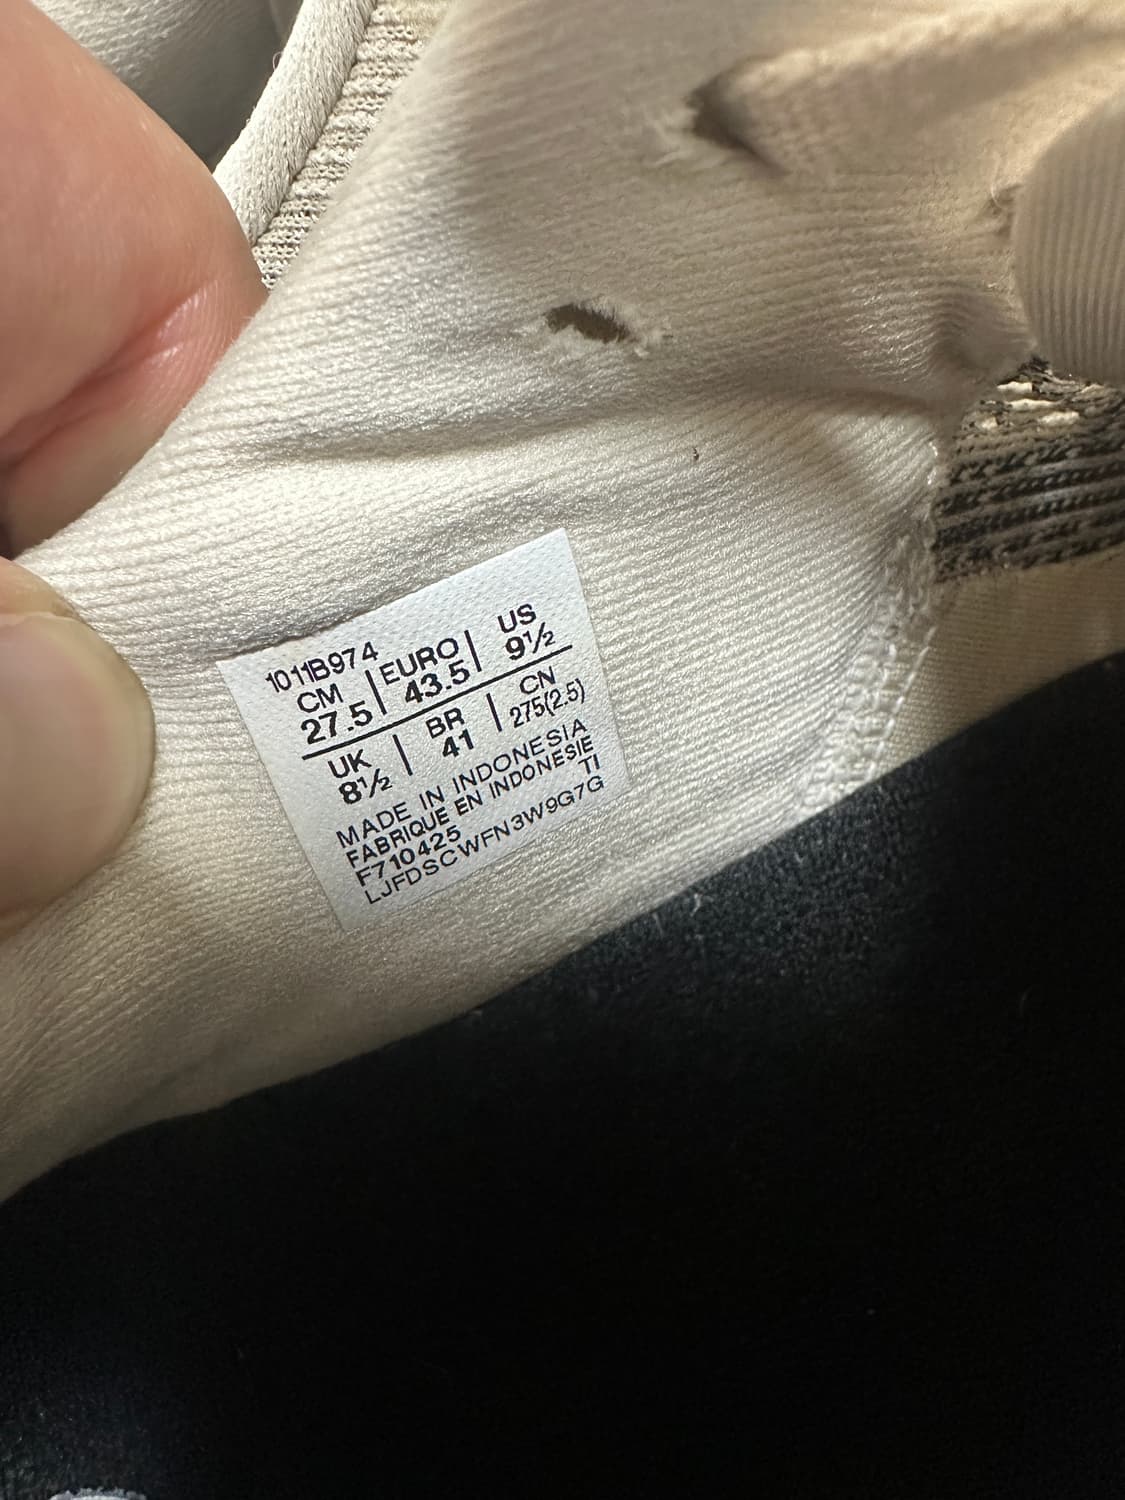 1011B974
CM | EURO | US
27.5 | 43.5 | 9½
UK | BR | CN
8½ | 41 | 275(2.5)
MADE IN INDONESIA
FABRIQUE EN INDONESIE
TI
F710425
LJFDSCWFN3W9G7G